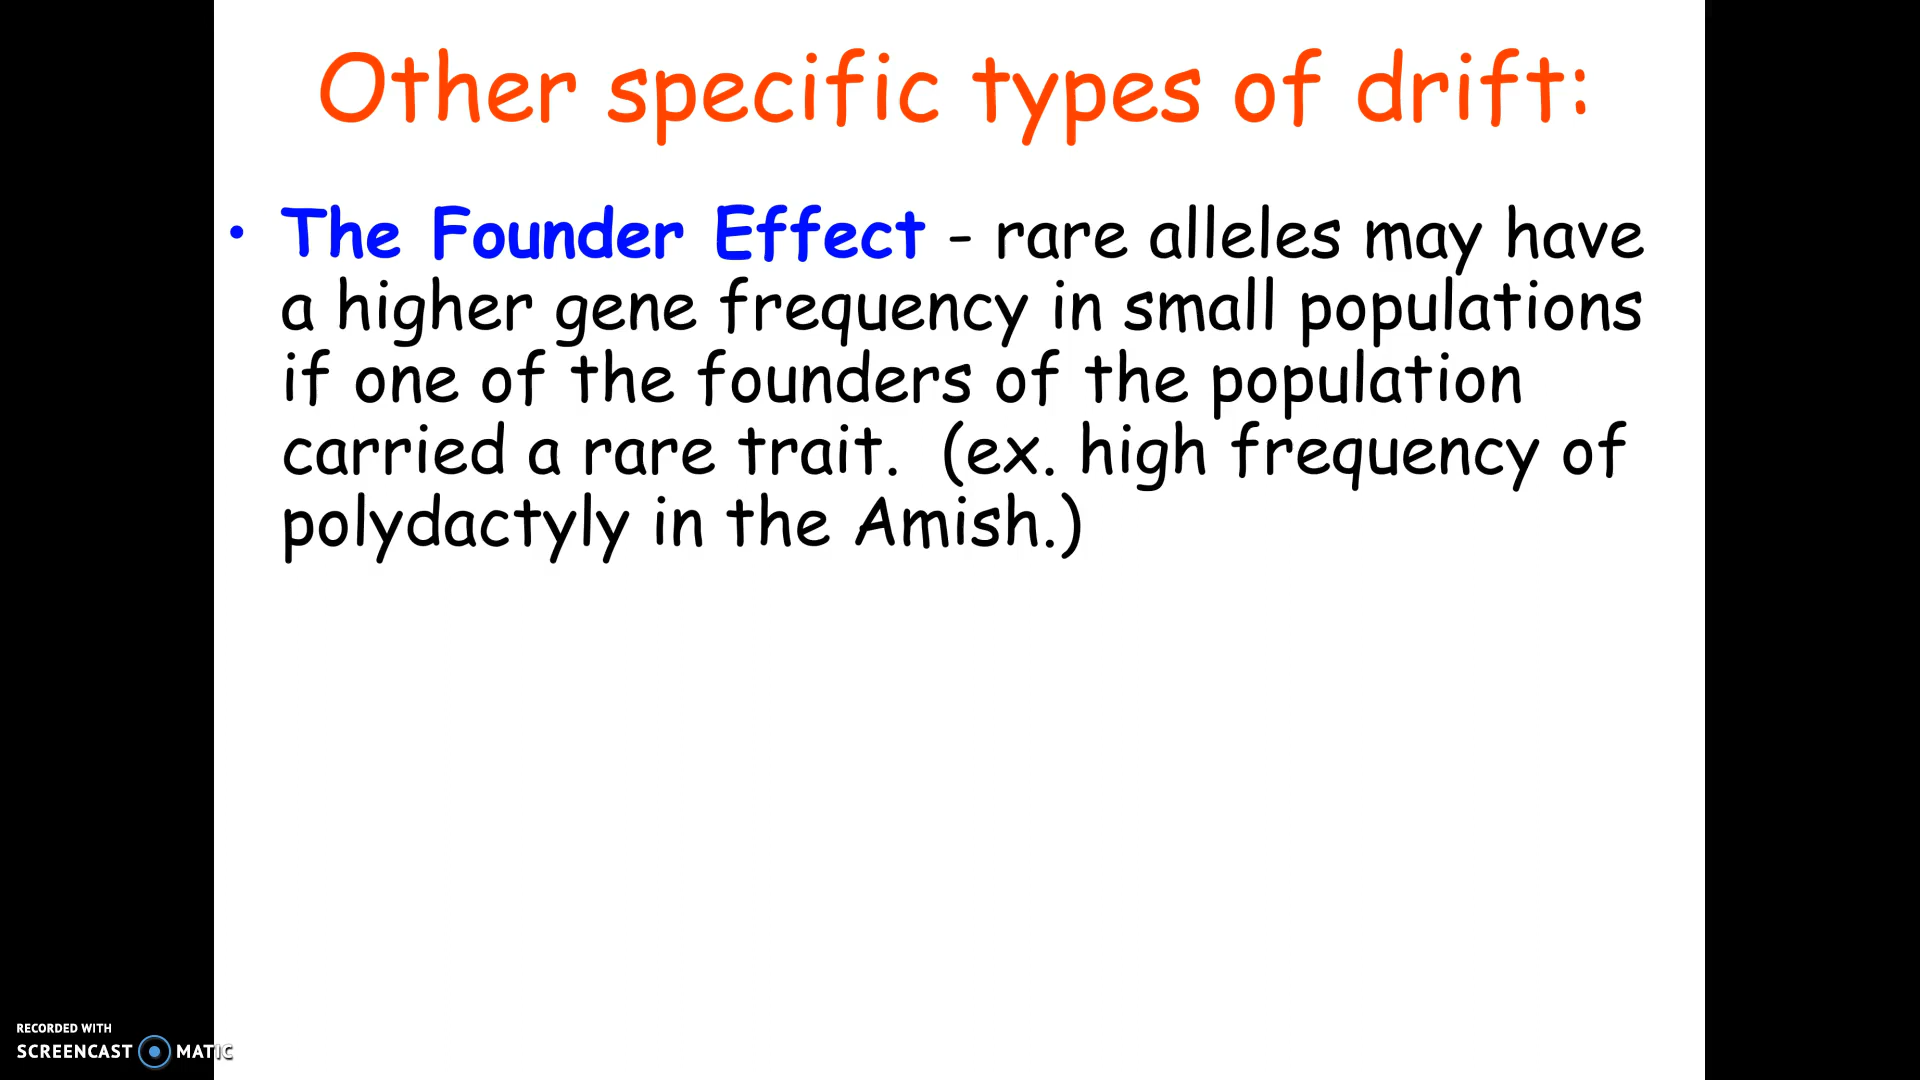 Other specific types of drift:
• The Founder Effect - rare alleles may have
a higher gene frequency in small populations
if one of the founders of the population
carried a rare trait.  (ex. high frequency of
polydactyly in the Amish.)
RECORDED WITH
SCREENCAST MATIC